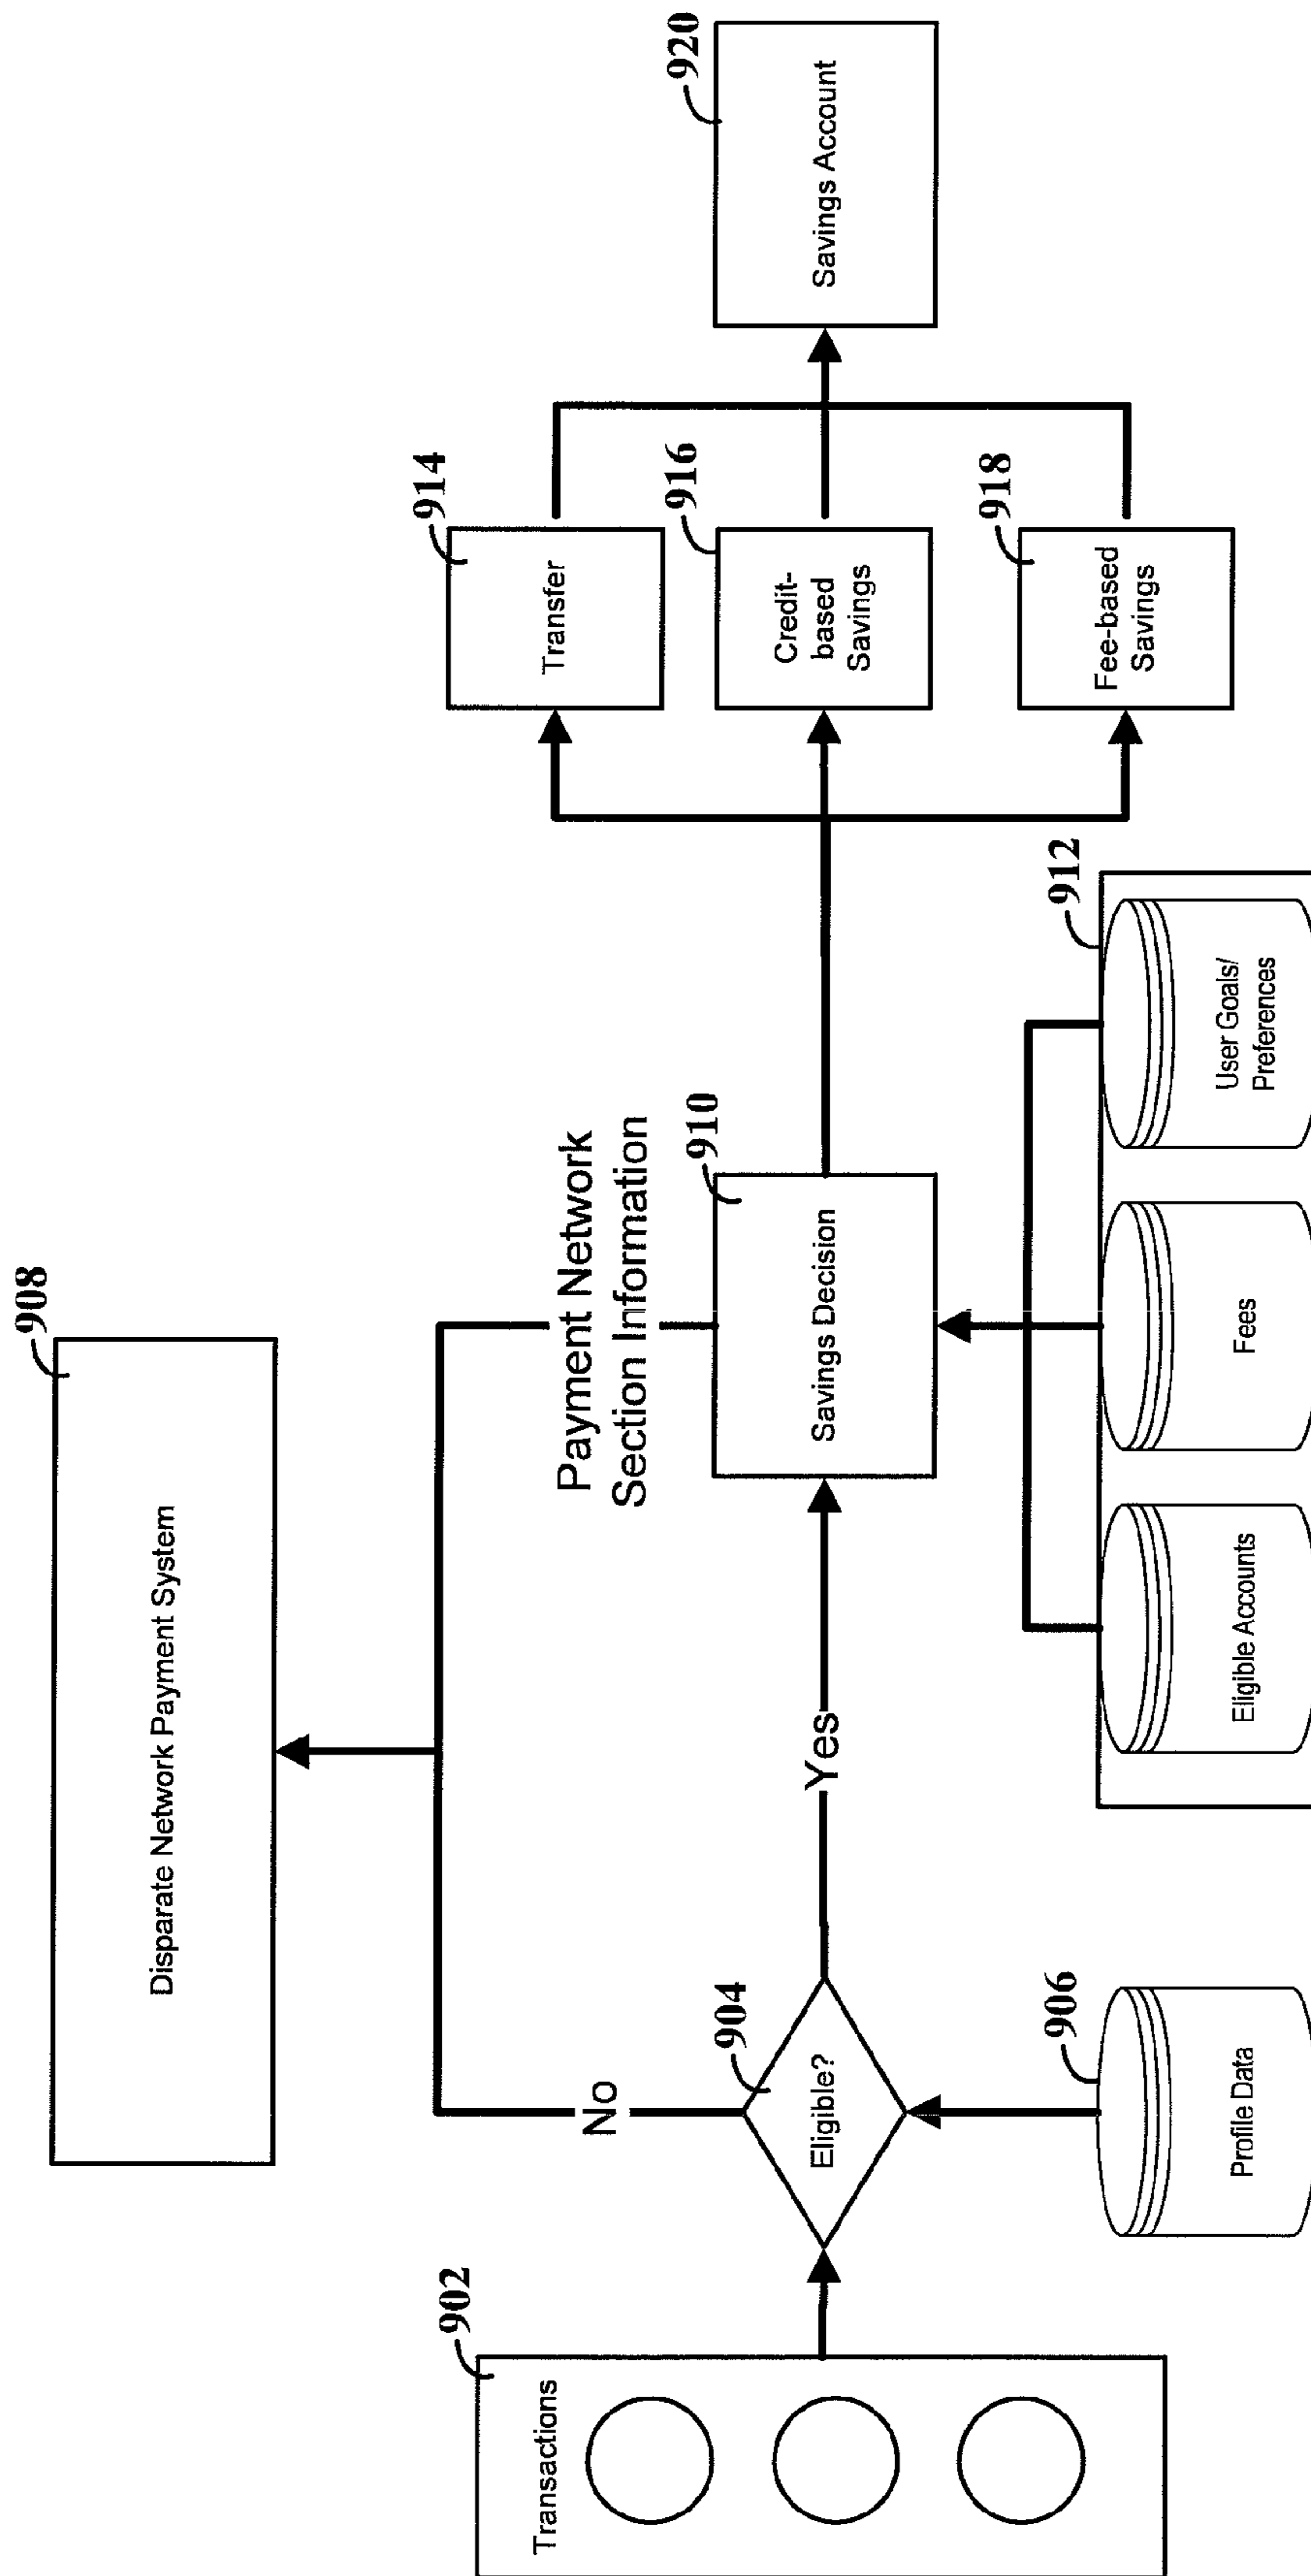 908
Disparate Network Payment System
902
Transactions
904
Eligible?
No
Yes
906
Profile Data
Payment Network
Section Information
910
Savings Decision
912
Eligible Accounts
Fees
User Goals/
Preferences
914
Transfer
916
Credit-
based
Savings
918
Fee-based
Savings
920
Savings Account